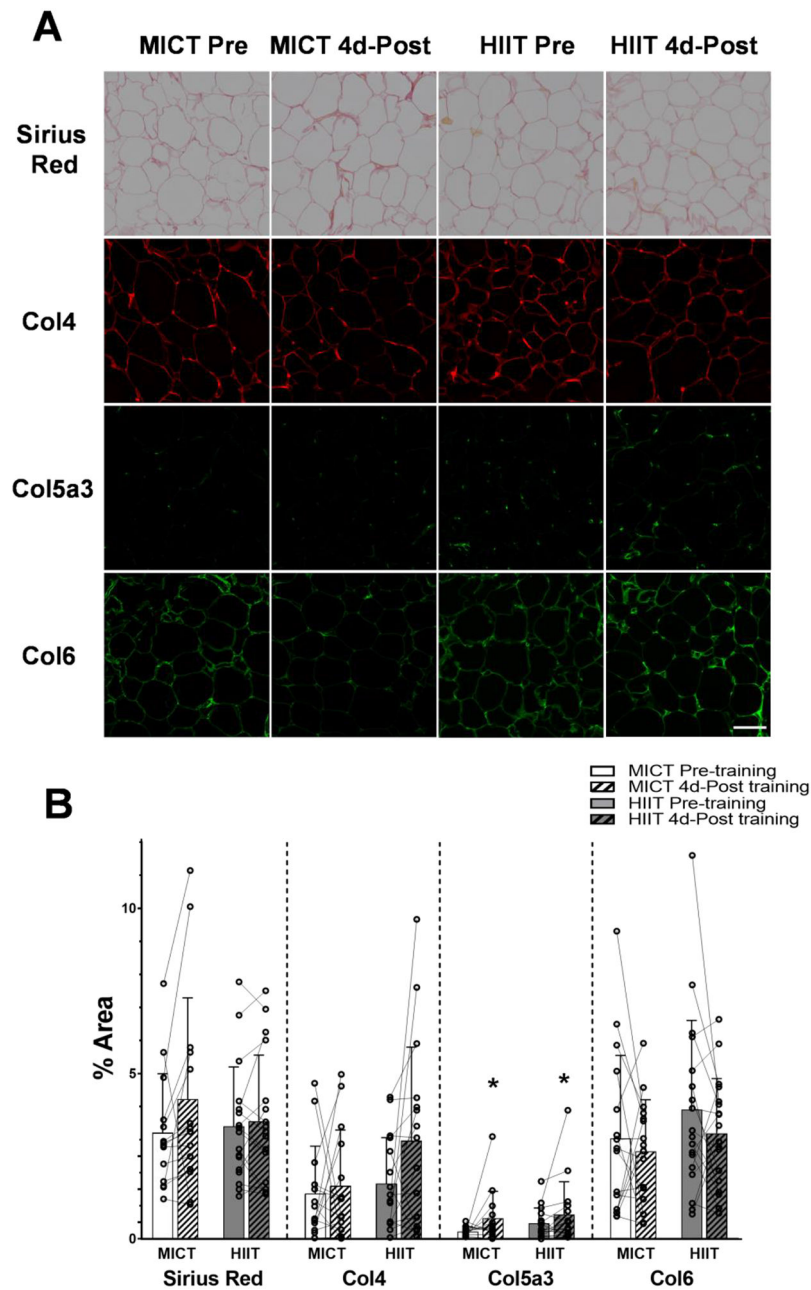 A
MICT Pre MICT 4d-Post HIIT Pre HIIT 4d-Post
Sirius
Red
Col4
Col5a3
Col6
B
MICT Pre-training
MICT 4d-Post training
HIIT Pre-training
HIIT 4d-Post training
10
5
0
% Area
* *
MICT HIIT MICT HIIT MICT HIIT MICT HIIT
Sirius Red Col4 Col5a3 Col6